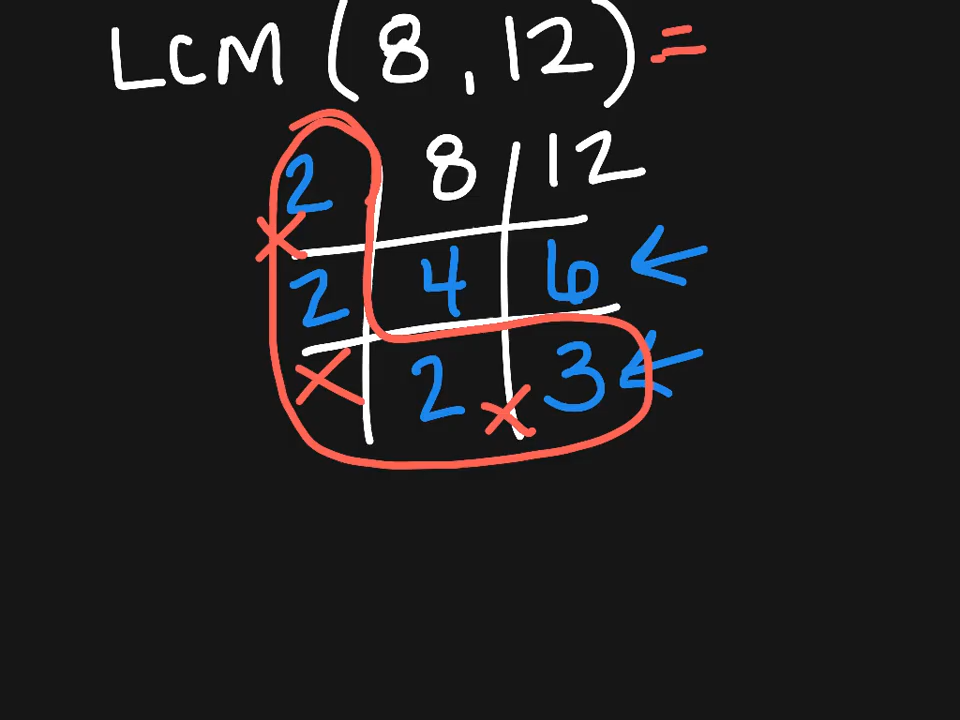 LCM (8, 12) =
2 8 12
×
2 4 6 ←
× 2 × 3 ←